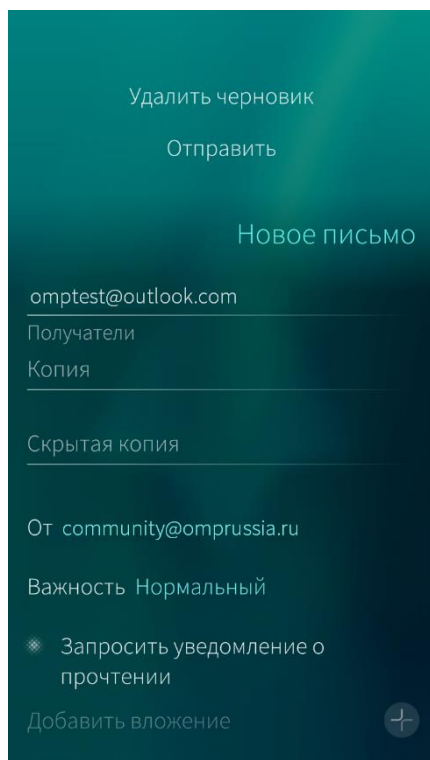 Удалить черновик
Отправить
Новое письмо
omptest@outlook.com
Получатели
Копия
Скрытая копия
От community@omprussia.ru
Важность Нормальный
Запросить уведомление о
прочтении
Добавить вложение